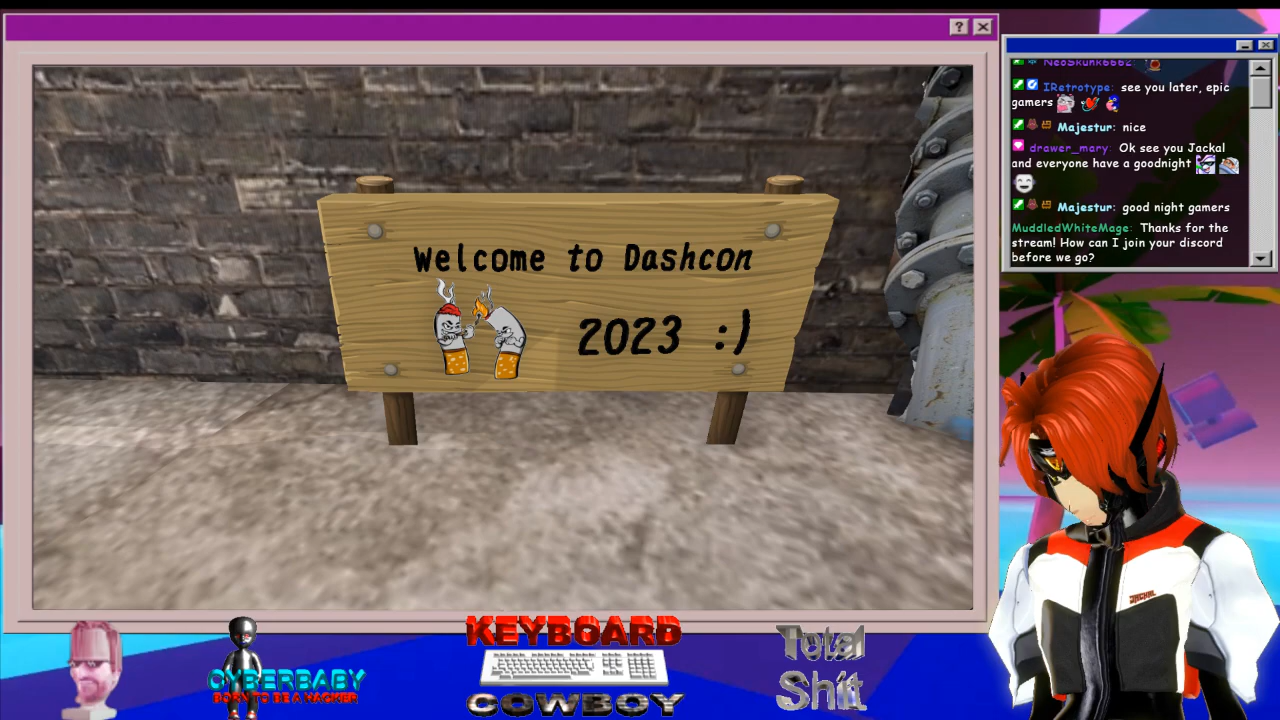 Welcome to Dashcon
2023 :)
NeoSkunk6662:
IRetrotype: see you later, epic
gamers
Majestur: nice
drawer_mary: Ok see you Jackal
and everyone have a goodnight
Majestur: good night gamers
MuddledWhiteMage: Thanks for the
stream! How can I join your discord
before we go?
JACKAL
CYBERBABY
BORN TO BE A HACKER
KEYBOARD
COWBOY
Total
Shit